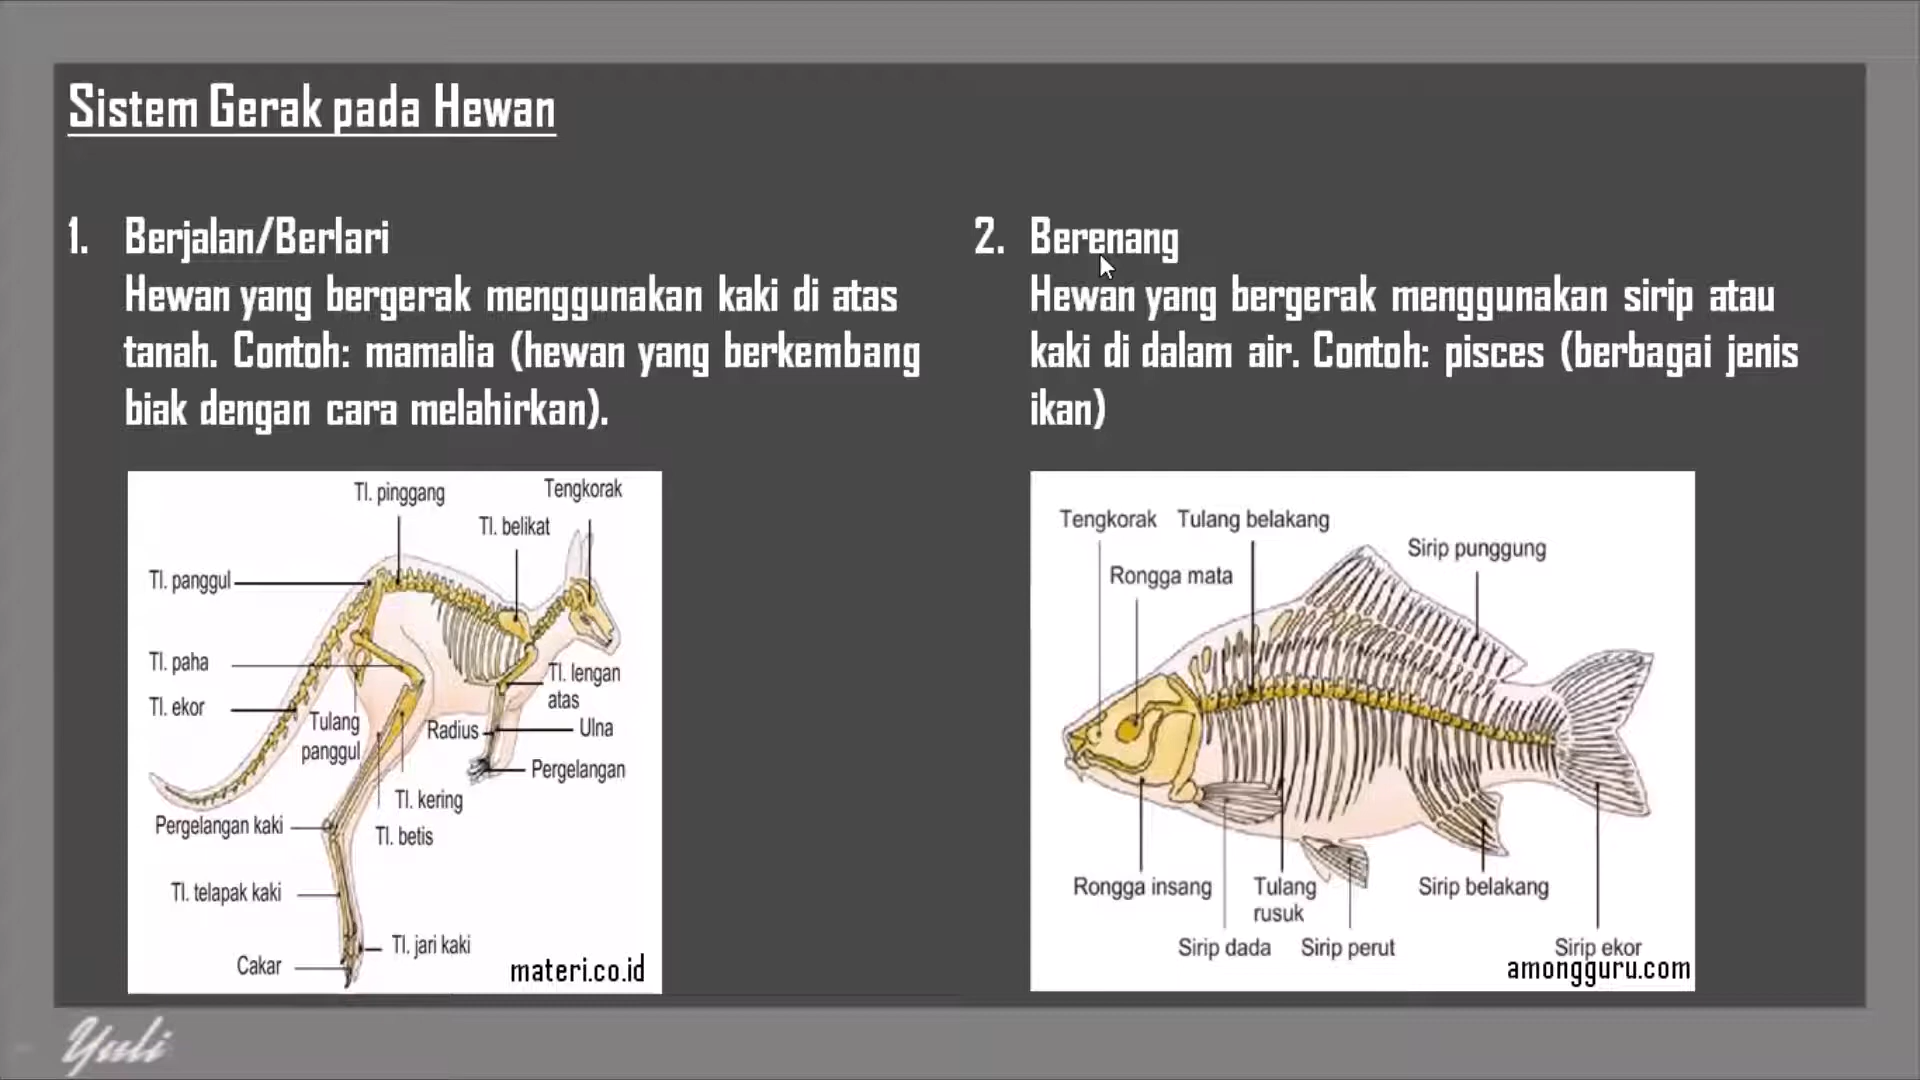 Sistem Gerak pada Hewan
1. Berjalan/Berlari
Hewan yang bergerak menggunakan kaki di atas
tanah. Contoh: mamalia (hewan yang berkembang
biak dengan cara melahirkan).
Tl. pinggang
Tengkorak
Tl. belikat
Tl. panggul
Tl. paha
Tl. lengan
atas
Tl. ekor
Tulang
panggul
Radius
Ulna
Pergelangan
Tl. kering
Pergelangan kaki
Tl. betis
Tl. telapak kaki
Tl. jari kaki
Cakar
materi.co.id
2. Berenang
Hewan yang bergerak menggunakan sirip atau
kaki di dalam air. Contoh: pisces (berbagai jenis
ikan)
Tengkorak
Tulang belakang
Sirip punggung
Rongga mata
Rongga insang
Tulang
rusuk
Sirip belakang
Sirip dada
Sirip perut
Sirip ekor
amongguru.com
Yuli